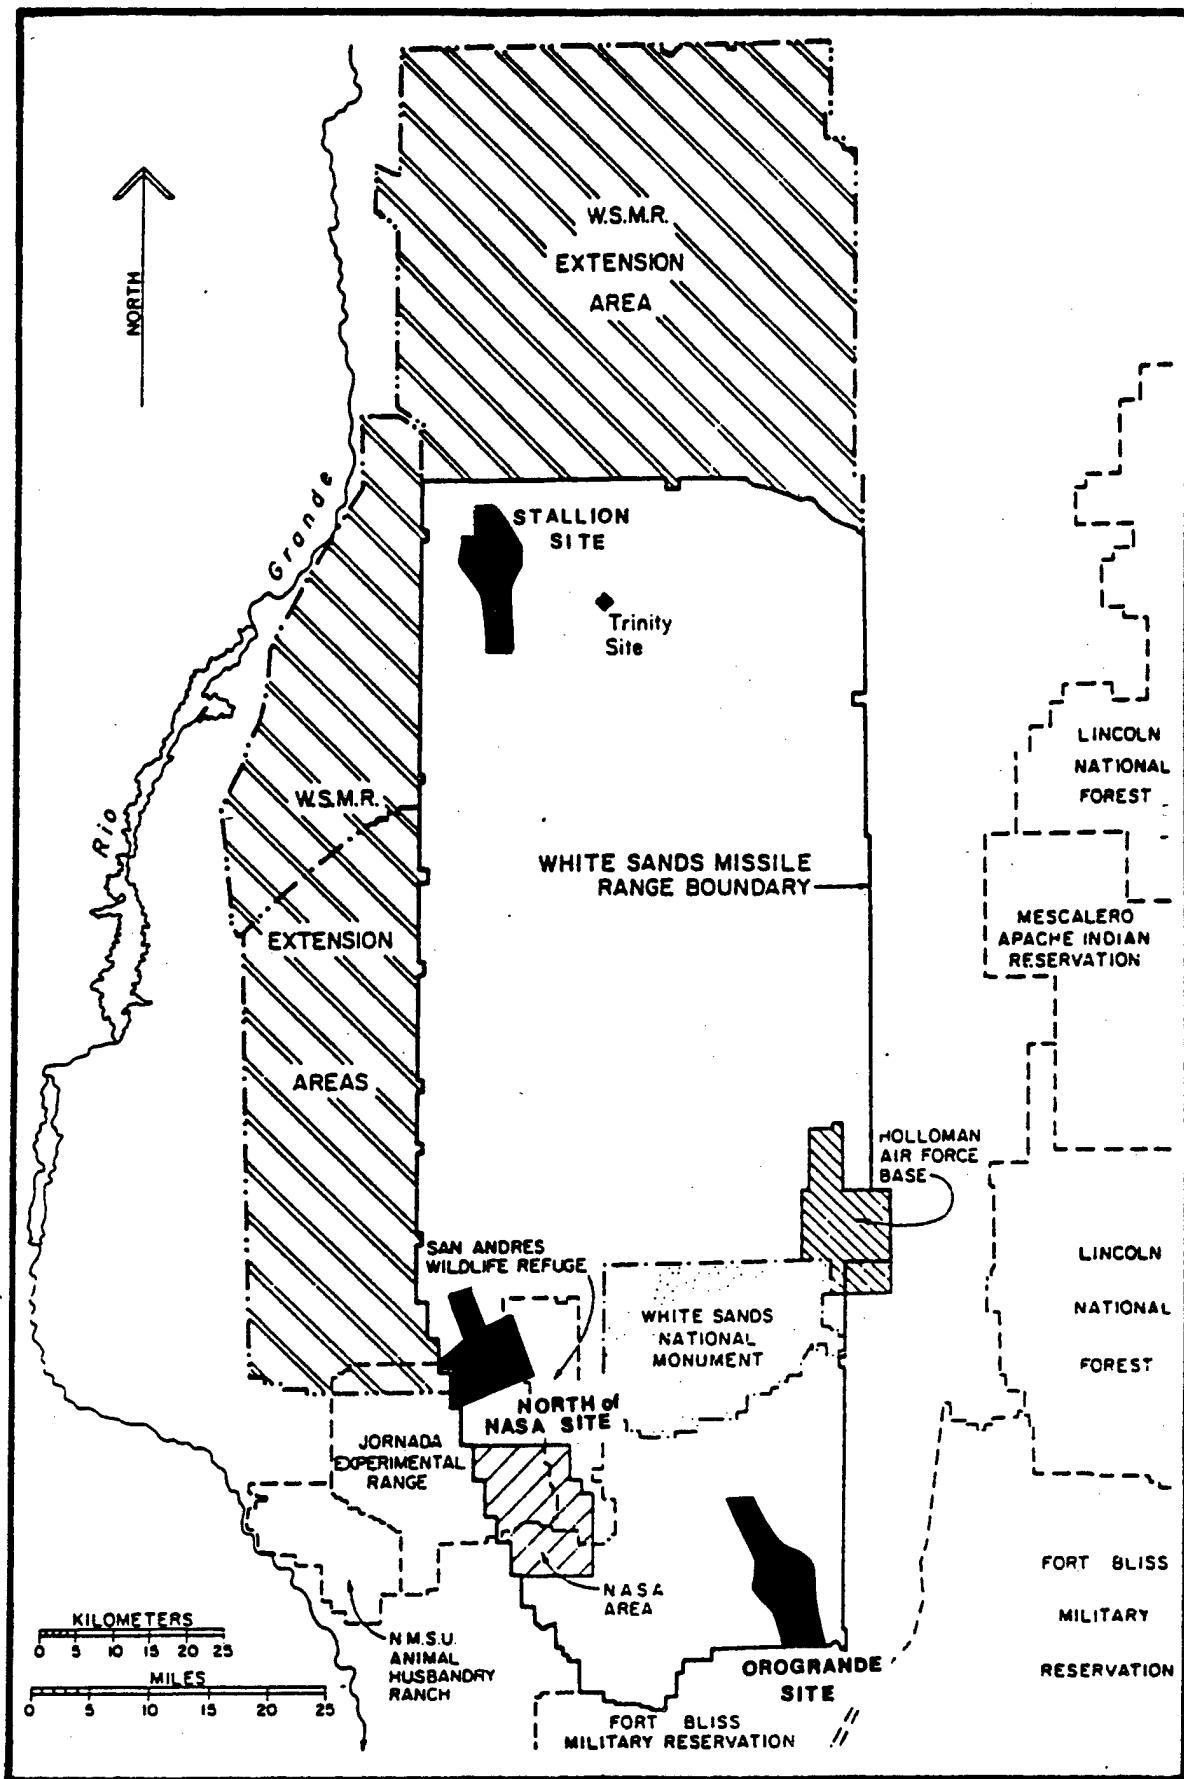 W.S.M.R.
EXTENSION
AREA
NORTH
Rio Grande
STALLION
SITE
Trinity
Site
LINCOLN
NATIONAL
FOREST
W.S.M.R.
EXTENSION
AREAS
WHITE SANDS MISSILE
RANGE BOUNDARY
MESCALERO
APACHE INDIAN
RESERVATION
HOLLOMAN
AIR FORCE
BASE
SAN ANDRES
WILDLIFE REFUGE
WHITE SANDS
NATIONAL
MONUMENT
LINCOLN
NATIONAL
FOREST
NORTH of
NASA SITE
JORNADA
EXPERIMENTAL
RANGE
NASA
AREA
FORT BLISS
MILITARY
RESERVATION
KILOMETERS
0 5 10 15 20 25
MILES
0 5 10 15 20 25
N.M.S.U.
ANIMAL
HUSBANDRY
RANCH
OROGRANDE
SITE
FORT BLISS
MILITARY RESERVATION